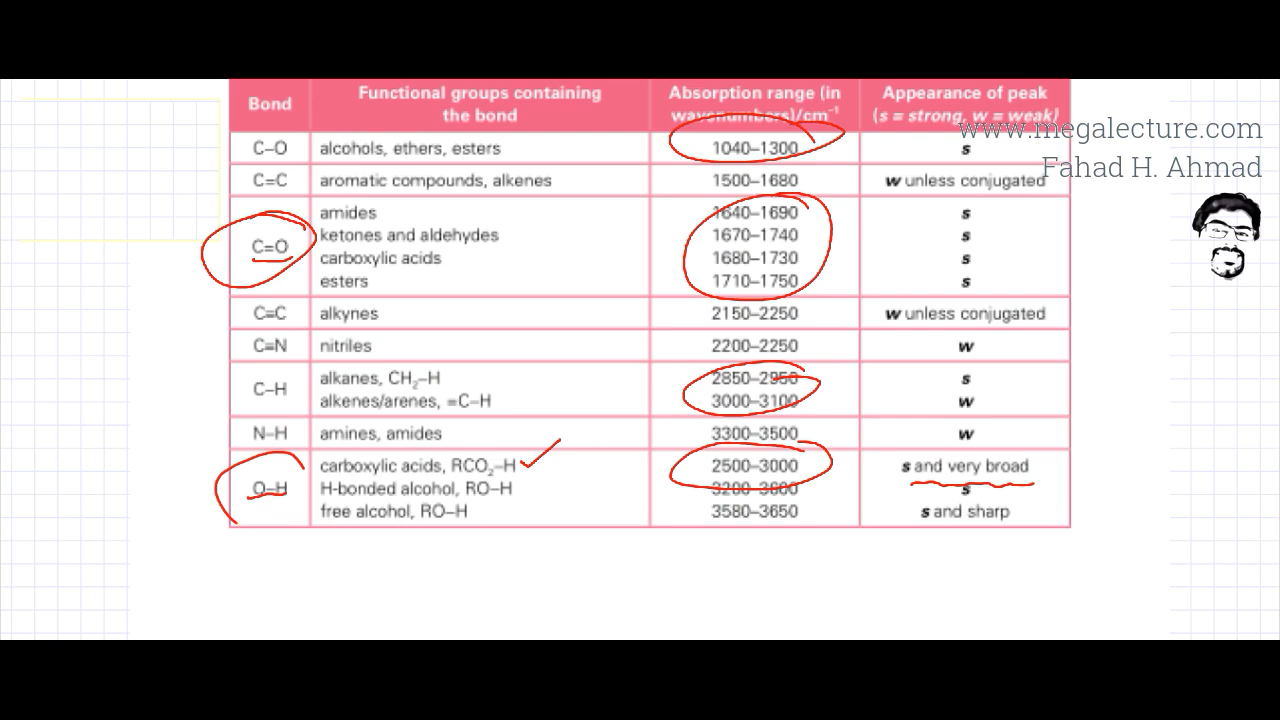 Bond Functional groups containing the bond Absorption range (in wavenumbers)/cm⁻¹ Appearance of peak (s = strong, w = weak)
www.megalecture.com
Fahad H. Ahmad
C–O alcohols, ethers, esters 1040–1300 s
C=C aromatic compounds, alkenes 1500–1680 w unless conjugated
C=O
amides 1640–1690 s
ketones and aldehydes 1670–1740 s
carboxylic acids 1680–1730 s
esters 1710–1750 s
C≡C alkynes 2150–2250 w unless conjugated
C≡N nitriles 2200–2250 w
C–H
alkanes, CH₂–H 2850–2950 s
alkenes/arenes, =C–H 3000–3100 w
N–H amines, amides 3300–3500 w
O–H
carboxylic acids, RCO₂–H 2500–3000 s and very broad
H-bonded alcohol, RO–H 3200–3600 s
free alcohol, RO–H 3580–3650 s and sharp